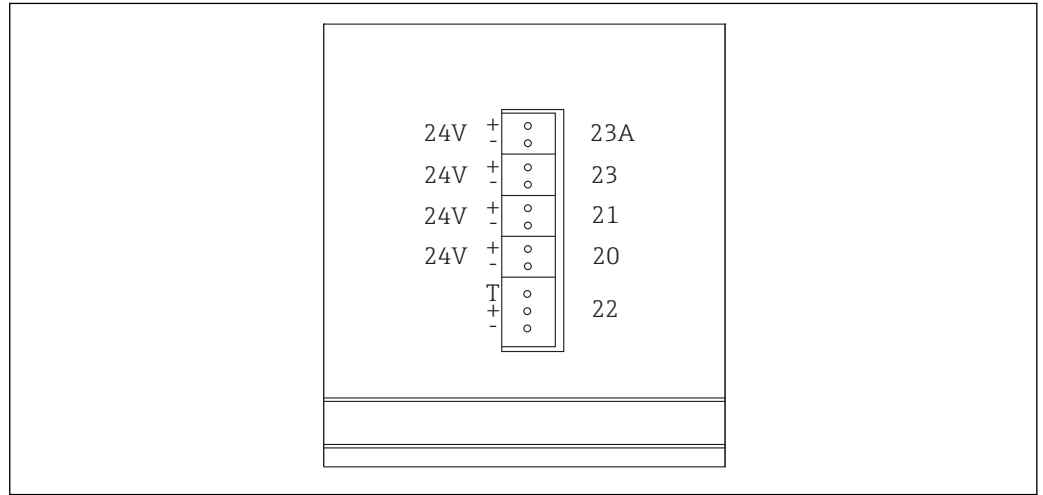 24V + - 23A
24V + - 23
24V + - 21
24V + - 20
T + - 22